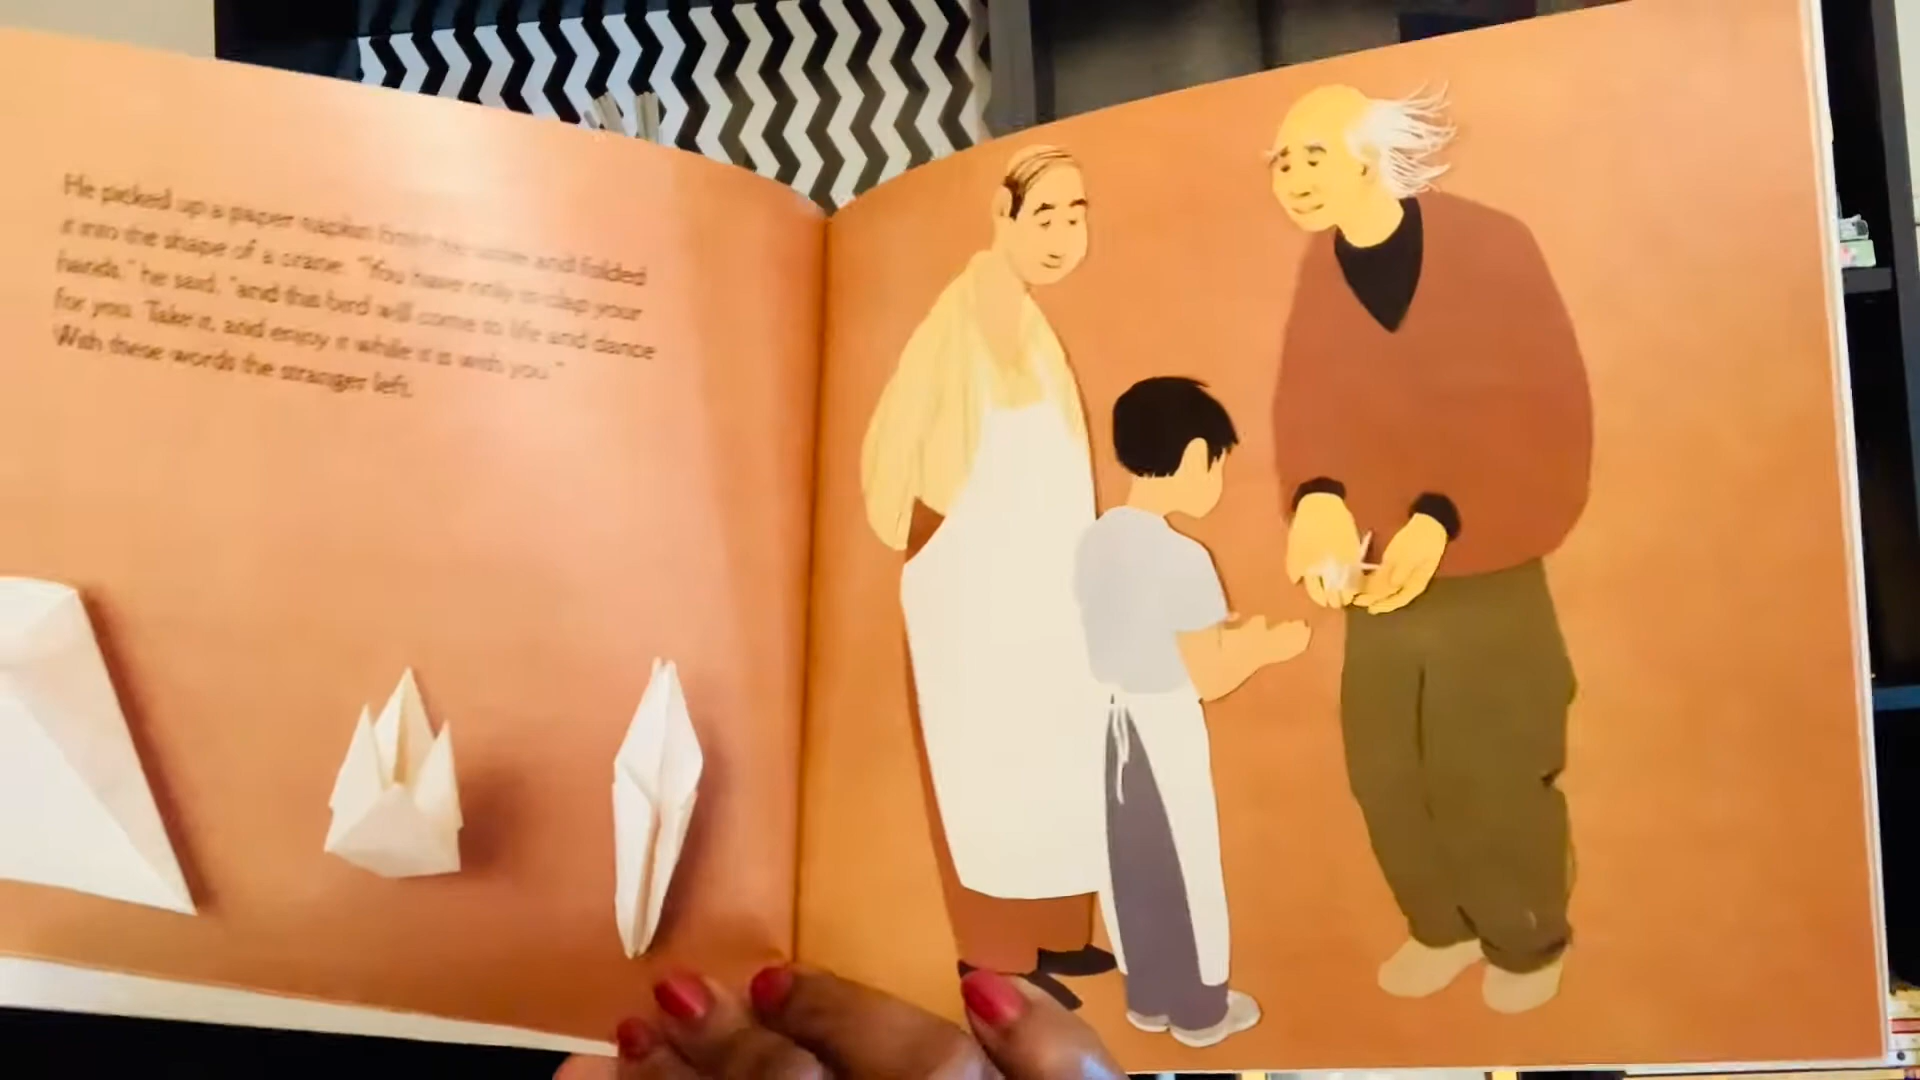 He picked up a paper napkin from the table and folded
it into the shape of a crane. "You have only to clap your
hands," he said, "and this bird will come to life and dance
for you. Take it, and enjoy it while it is with you."
With these words the stranger left.